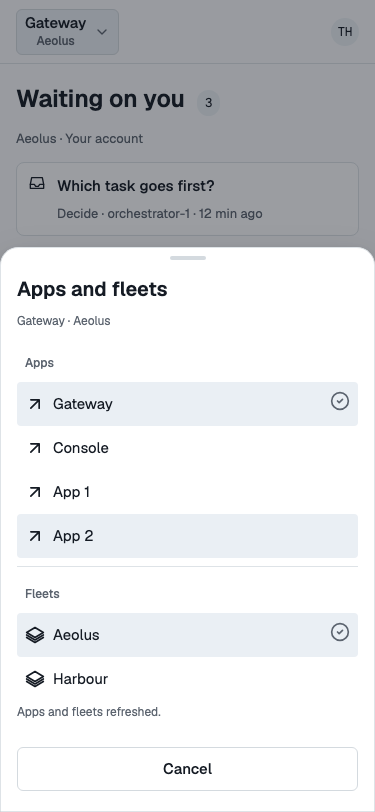 Gateway
Aeolus
TH
Waiting on you 3
Aeolus · Your account
Which task goes first?
Decide · orchestrator-1 · 12 min ago
Apps and fleets
Gateway · Aeolus
Apps
Gateway
Console
App 1
App 2
Fleets
Aeolus
Harbour
Apps and fleets refreshed.
Cancel